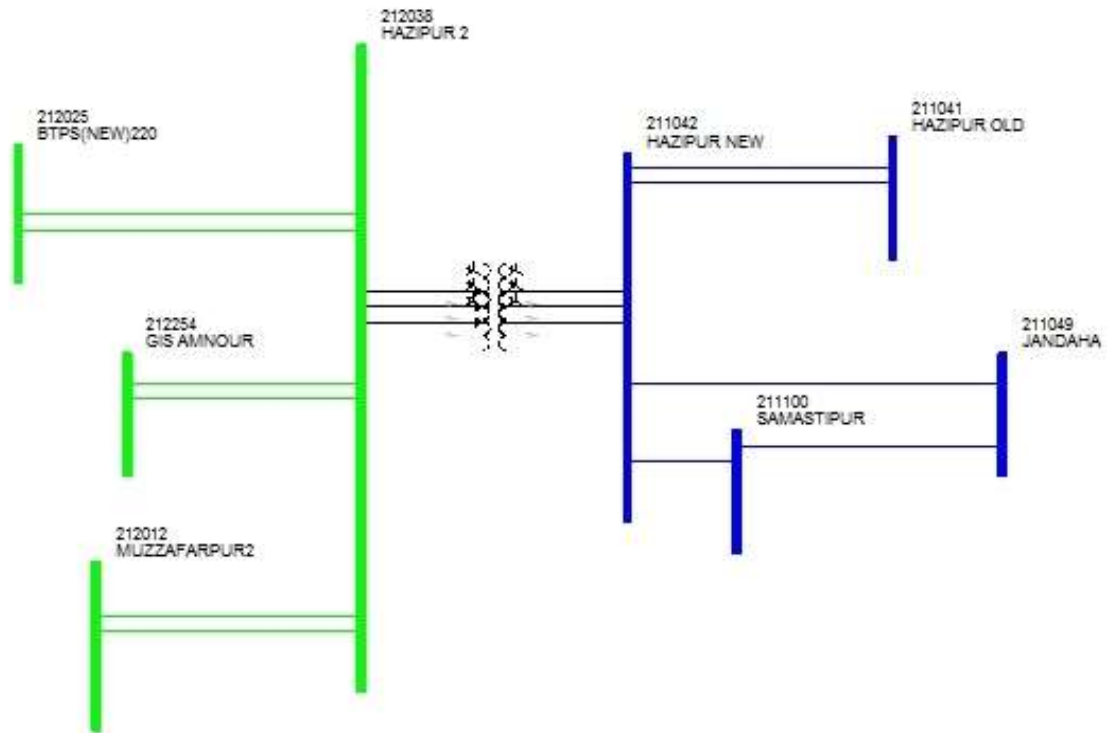 212038
HAZIPUR 2
212025
BTPS(NEW)220
211042
HAZIPUR NEW
211041
HAZIPUR OLD
212254
GIS AMNOUR
211049
JANDAHA
211100
SAMASTIPUR
212012
MUZZAFARPUR2